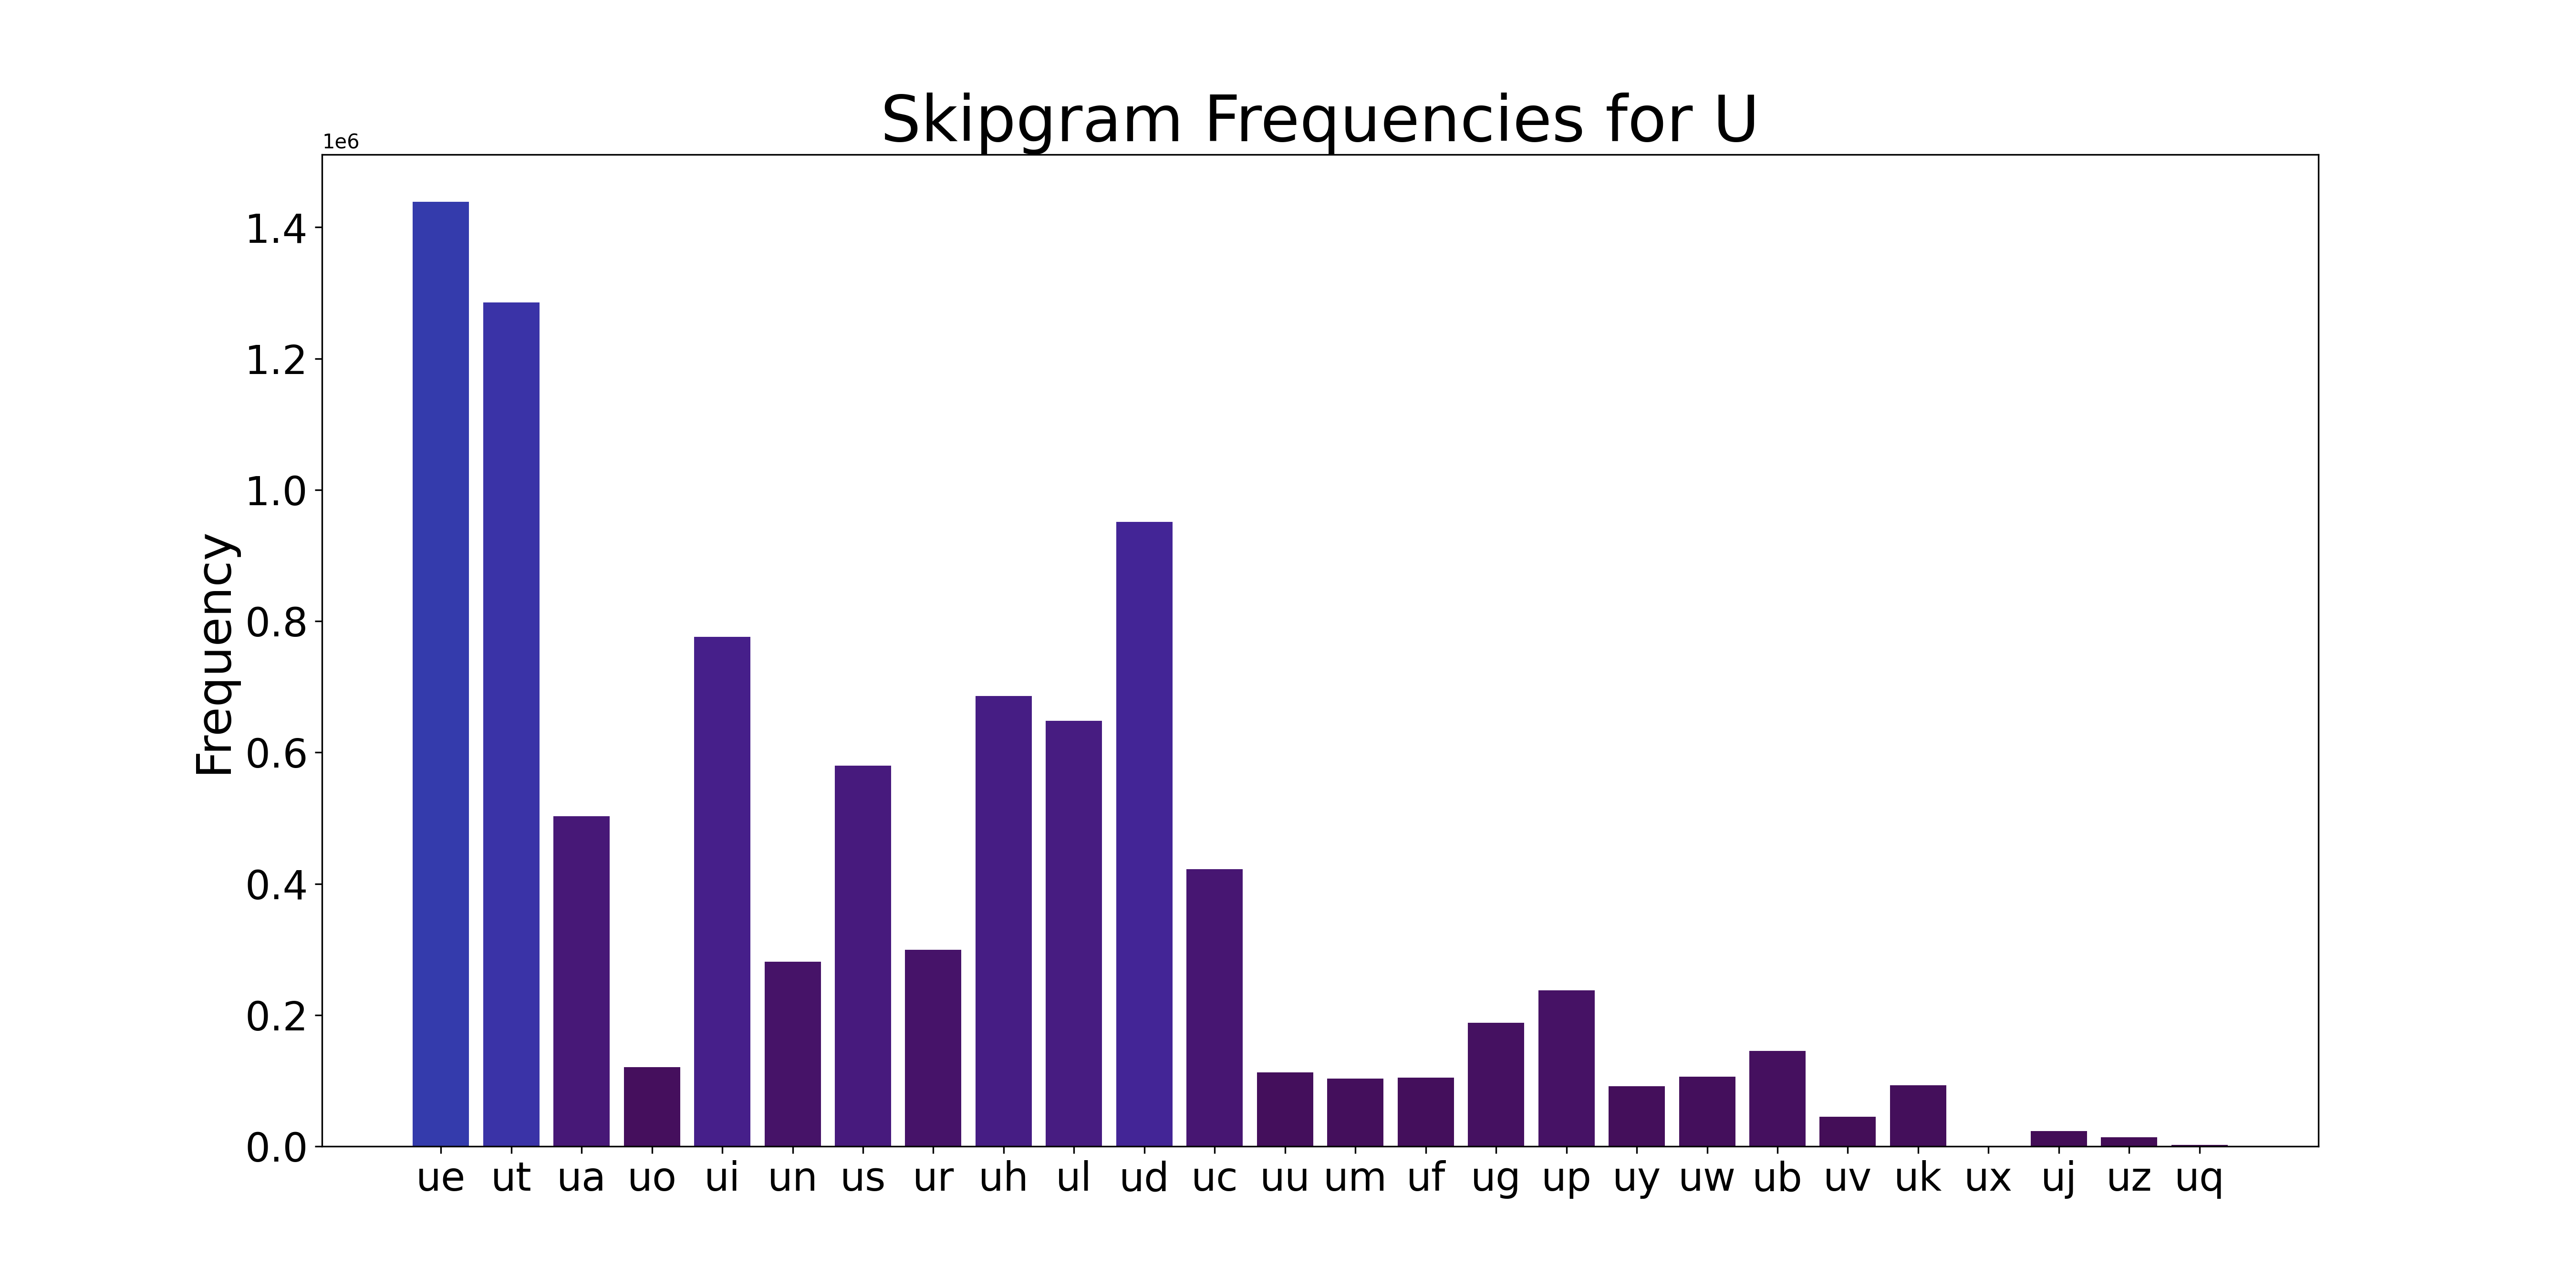 Skipgram Frequencies for U
1e6
1.4
1.2
1.0
0.8
0.6
0.4
0.2
0.0
Frequency
ue ut ua uo ui un us ur uh ul ud uc uu um uf ug up uy uw ub uv uk ux uj uz uq